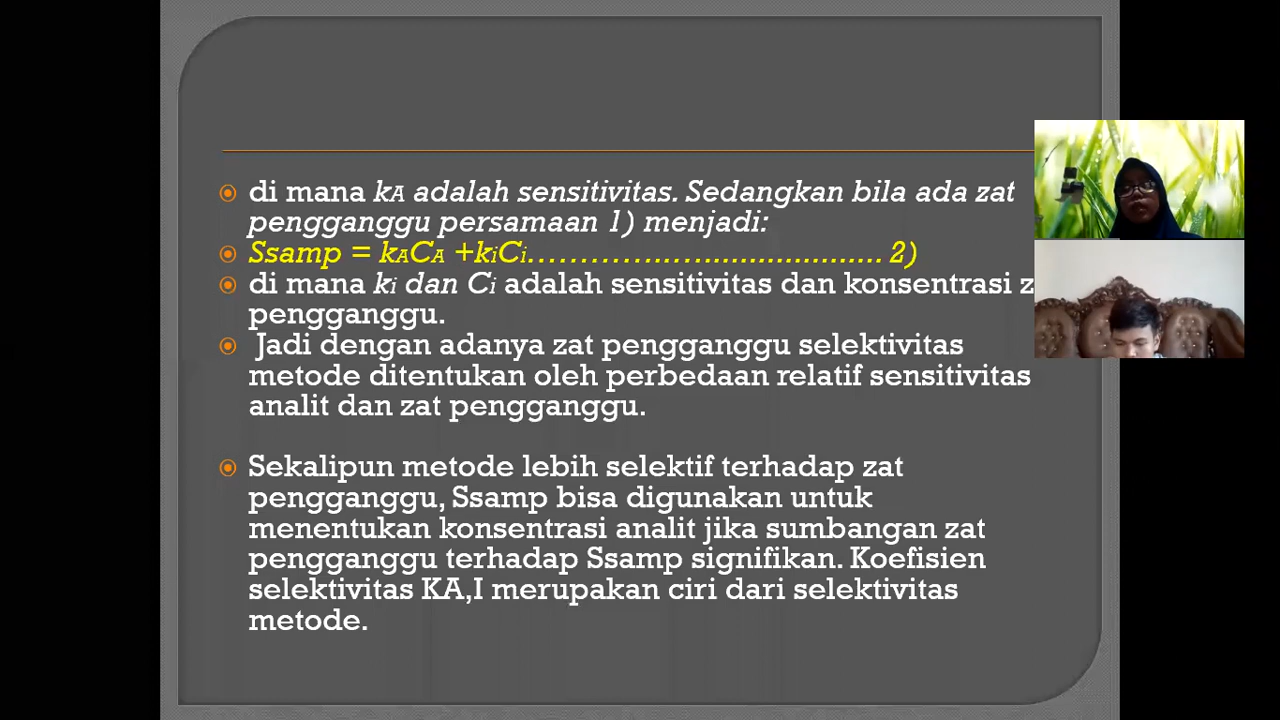 di mana kA adalah sensitivitas. Sedangkan bila ada zat
pengganggu persamaan 1) menjadi:
Ssamp = kACA +kiCi………………...................... 2)
di mana ki dan Ci adalah sensitivitas dan konsentrasi
pengganggu.
Jadi dengan adanya zat pengganggu selektivitas
metode ditentukan oleh perbedaan relatif sensitivitas
analit dan zat pengganggu.
Sekalipun metode lebih selektif terhadap zat
pengganggu, Ssamp bisa digunakan untuk
menentukan konsentrasi analit jika sumbangan zat
pengganggu terhadap Ssamp signifikan. Koefisien
selektivitas KA,I merupakan ciri dari selektivitas
metode.